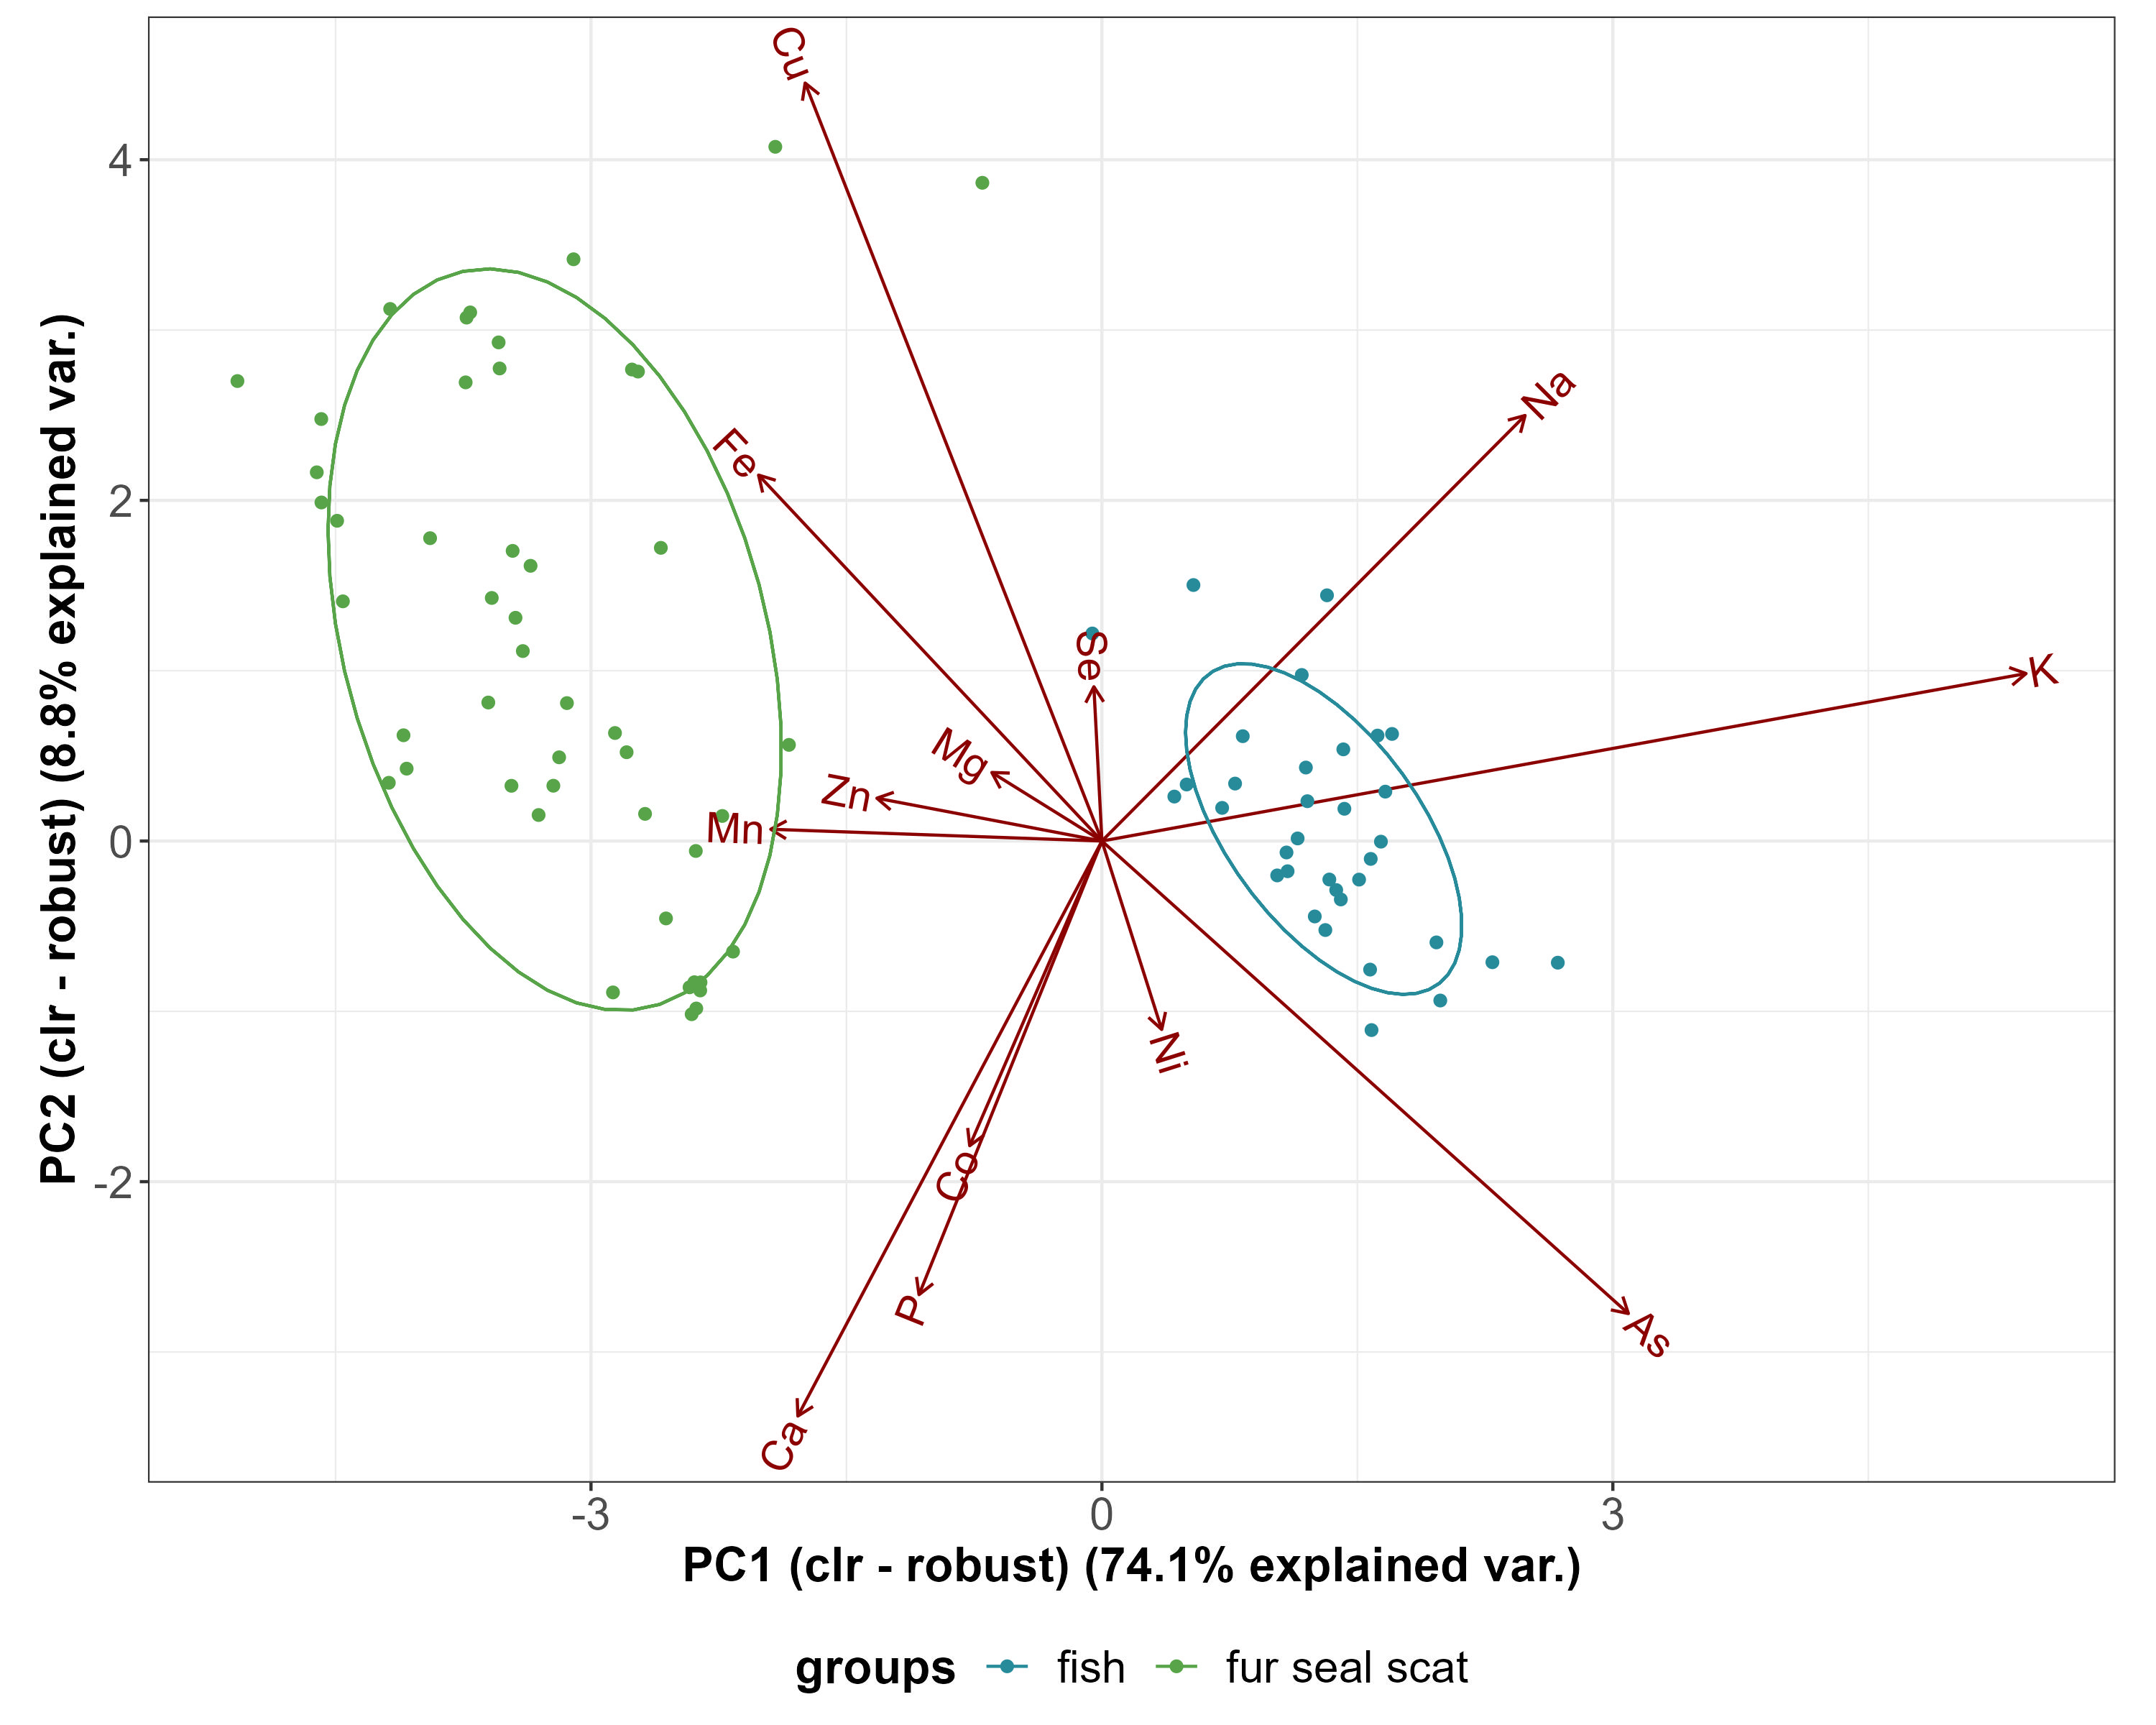 Cu
4
Na
Fe
2
K
Se
Mg
Zn
Mn
0
Ni
Co
-2
P
As
Ca
PC2 (clr - robust) (8.8% explained var.)
-3 0 3
PC1 (clr - robust) (74.1% explained var.)
groups fish fur seal scat